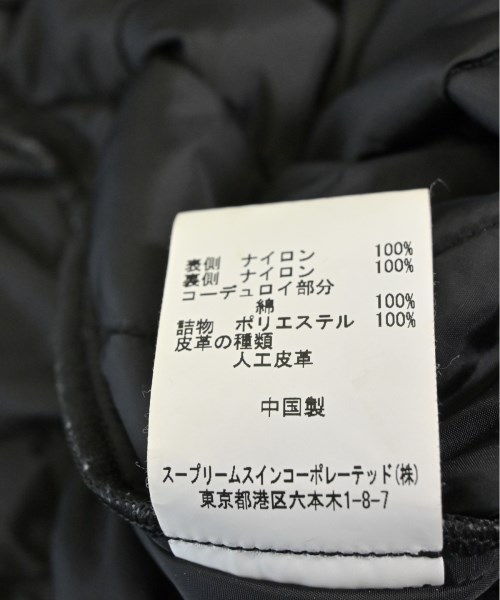 表側 ナイロン 100%
裏側 ナイロン 100%
コーデュロイ部分
綿 100%
詰物 ポリエステル 100%
皮革の種類
人工皮革
中国製
スープリームスインコーポレーテッド(株)
東京都港区六本木1-8-7